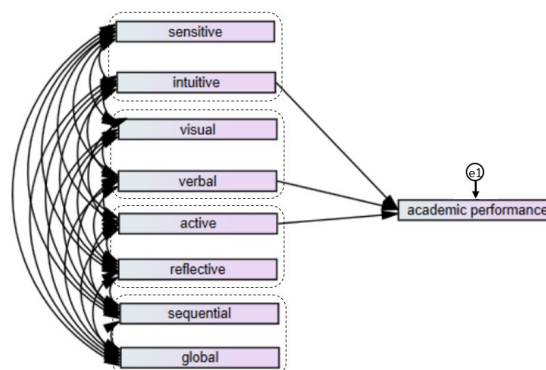 sensitive
intuitive
visual
verbal
active
reflective
sequential
global
e1
academic performance